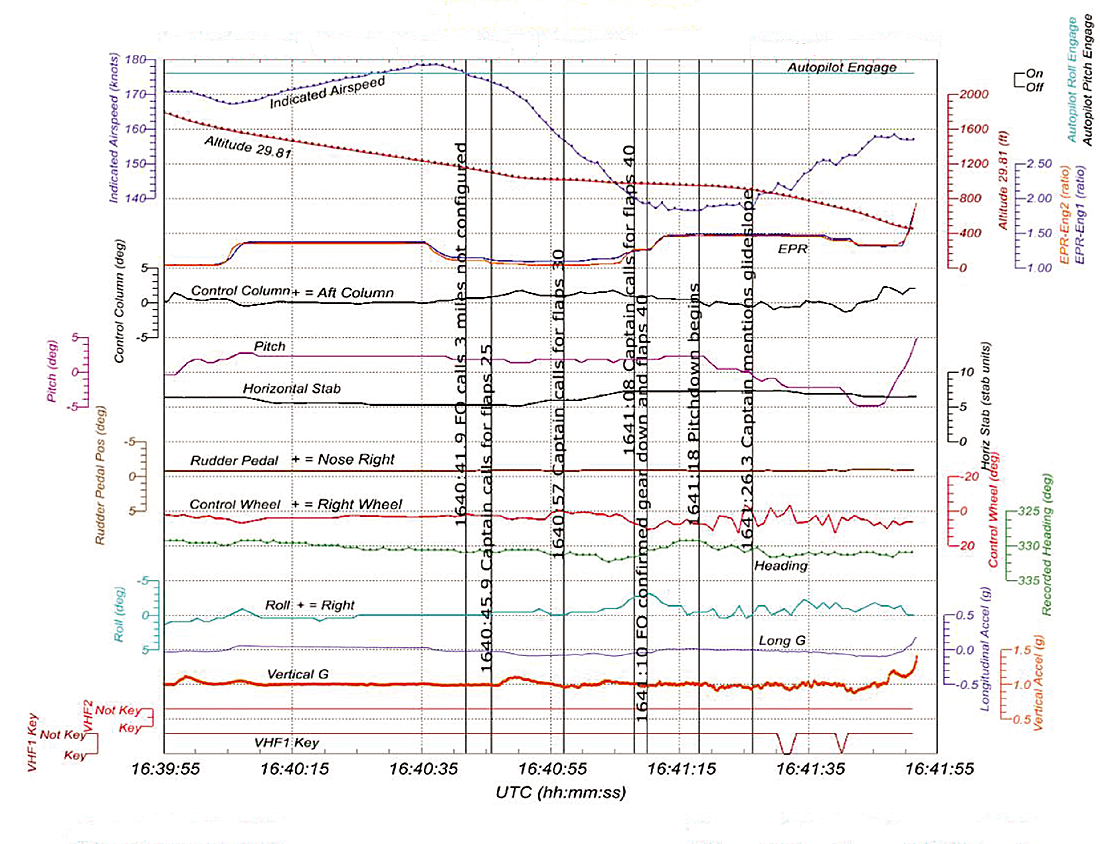 Autopilot Roll Engage
Autopilot Pitch Engage
On
Off
Indicated Airspeed (knots)
180
170
160
150
140
Autopilot Engage
Indicated Airspeed
Altitude 29.81
2000
1600
1200
800
400
0
Altitude 29.81 (ft)
2.50
2.00
1.50
1.00
EPR-Eng2 (ratio)
EPR-Eng1 (ratio)
EPR
Control Column (deg)
5
0
-5
Control Column + = Aft Column
Pitch (deg)
5
0
-5
Pitch
Horizontal Stab
10
5
0
Horiz Stab (stab units)
Rudder Pedal Pos (deg)
-5
0
5
Rudder Pedal + = Nose Right
Control Wheel + = Right Wheel
-20
0
20
Control Wheel (deg)
325
330
335
Recorded Heading (deg)
Heading
Roll (deg)
-5
0
5
Roll + = Right
0.5
0.0
-0.5
Longitudinal Accel (g)
Long G
1.5
1.0
0.5
Vertical Accel (g)
Vertical G
VHF2
Not Key
Key
VHF1 Key
Not Key
Key
VHF1 Key
1640:41.9 FO calls 3 miles not configured
1640:45.9 Captain calls for flaps 25
1640:57 Captain calls for flaps 30
1641:08 Captain calls for flaps 40
1641:10 FO confirmed gear down and flaps 40
1641:18 Pitchdown begins
1641:26.3 Captain mentions glideslope
16:39:55
16:40:15
16:40:35
16:40:55
16:41:15
16:41:35
16:41:55
UTC (hh:mm:ss)